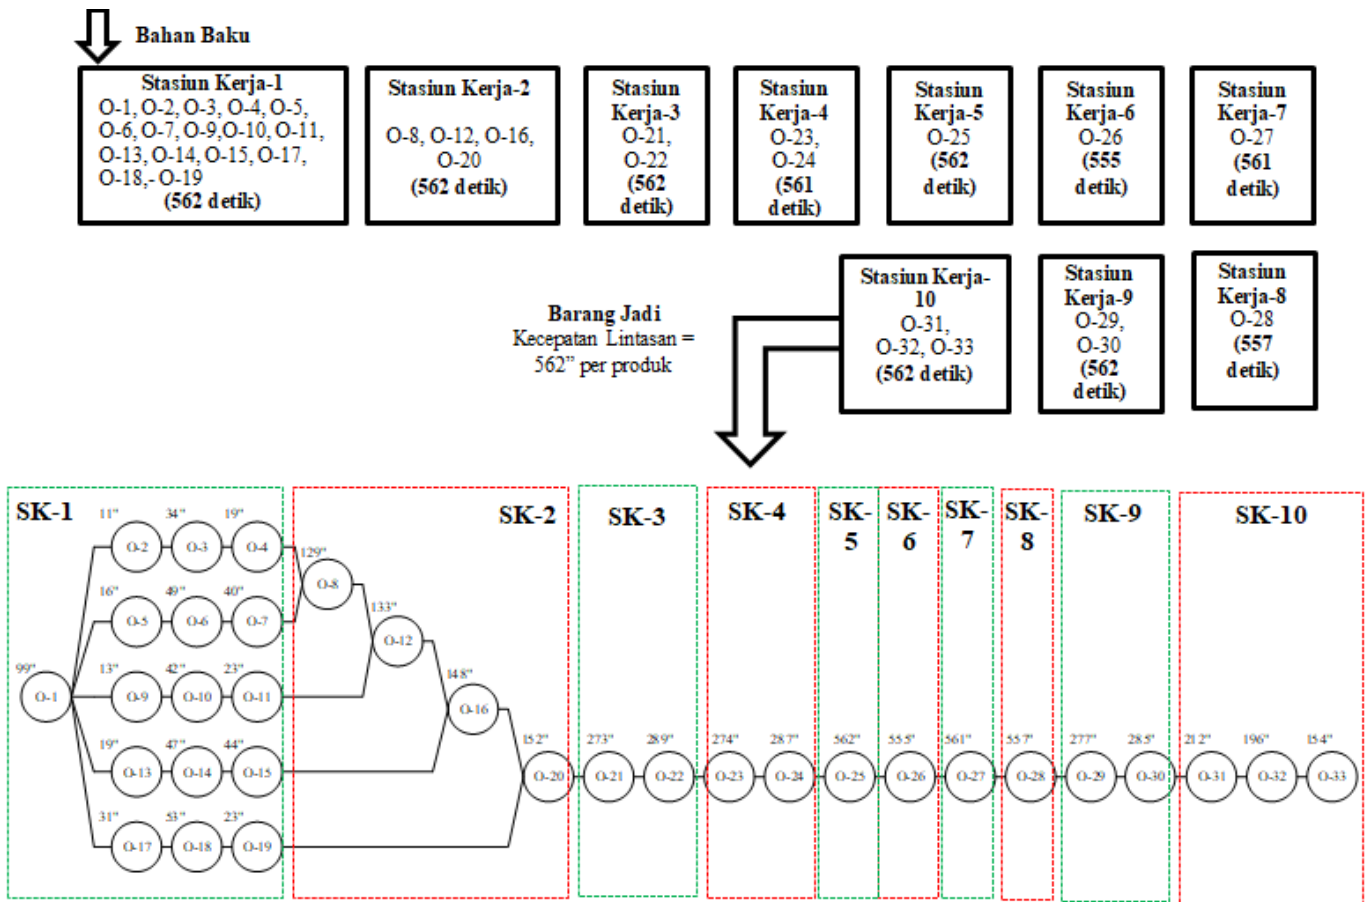 Bahan Baku
Stasiun Kerja-1
O-1, O-2, O-3, O-4, O-5,
O-6, O-7, O-9,O-10, O-11,
O-13, O-14, O-15, O-17,
O-18,- O-19
(562 detik)
Stasiun Kerja-2
O-8, O-12, O-16,
O-20
(562 detik)
Stasiun
Kerja-3
O-21,
O-22
(562
detik)
Stasiun
Kerja-4
O-23,
O-24
(561
detik)
Stasiun
Kerja-5
O-25
(562
detik)
Stasiun
Kerja-6
O-26
(555
detik)
Stasiun
Kerja-7
O-27
(561
detik)
Barang Jadi
Kecepatan Lintasan =
562” per produk
Stasiun Kerja-
10
O-31,
O-32, O-33
(562 detik)
Stasiun
Kerja-9
O-29,
O-30
(562
detik)
Stasiun
Kerja-8
O-28
(557
detik)
SK-1
SK-2
SK-3
SK-4
SK-
5
SK-
6
SK-
7
SK-
8
SK-9
SK-10
11" 34" 19"
O-2 O-3 O-4
129"
O-8
16" 49" 40"
O-5 O-6 O-7
133"
O-12
99" 13" 42" 23"
O-1 O-9 O-10 O-11
148"
O-16
19" 47" 44"
O-13 O-14 O-15
152" 273" 289" 274" 287" 562" 555" 561" 557" 277" 285" 212" 196" 154"
O-20 O-21 O-22 O-23 O-24 O-25 O-26 O-27 O-28 O-29 O-30 O-31 O-32 O-33
31" 53" 23"
O-17 O-18 O-19